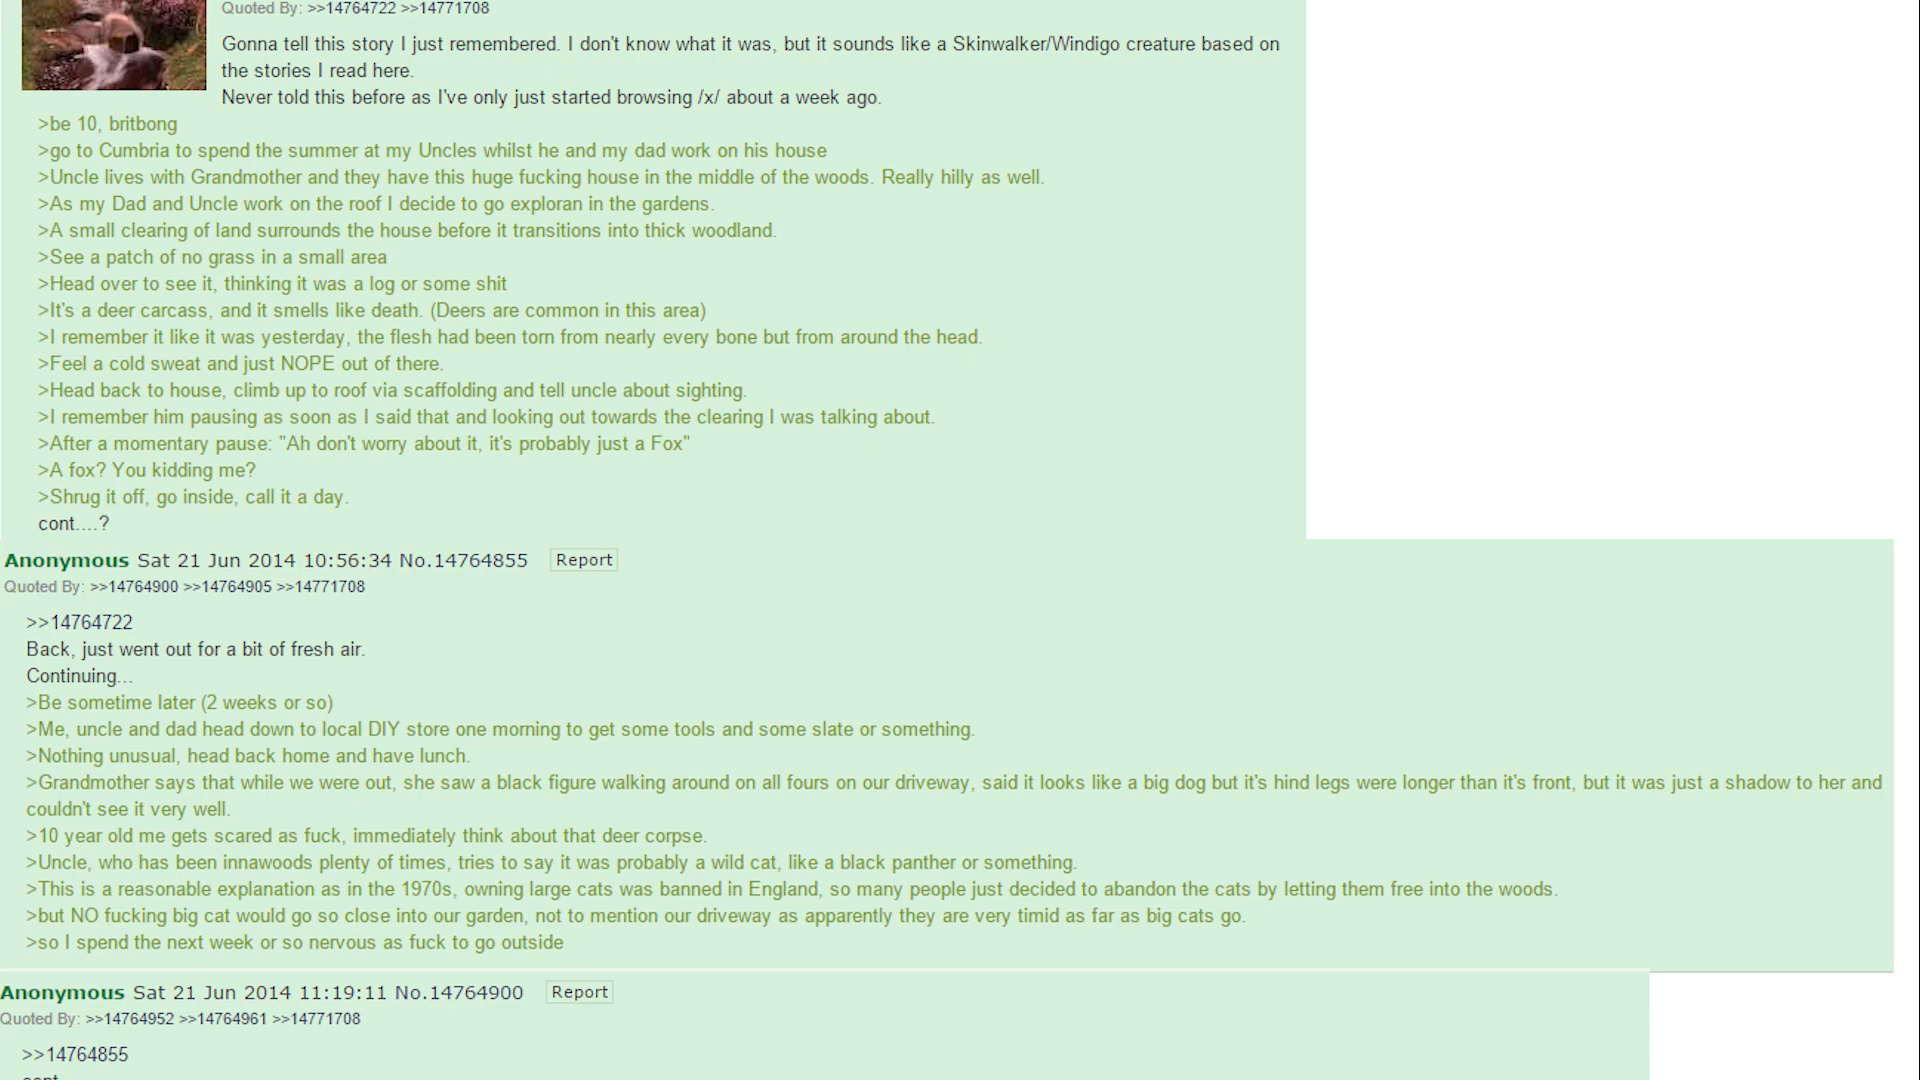 Quoted By: >>14764722 >>14771708
Gonna tell this story I just remembered. I don't know what it was, but it sounds like a Skinwalker/Windigo creature based on
the stories I read here.
Never told this before as I've only just started browsing /x/ about a week ago.
>be 10, britbong
>go to Cumbria to spend the summer at my Uncles whilst he and my dad work on his house
>Uncle lives with Grandmother and they have this huge fucking house in the middle of the woods. Really hilly as well.
>As my Dad and Uncle work on the roof I decide to go exploran in the gardens.
>A small clearing of land surrounds the house before it transitions into thick woodland.
>See a patch of no grass in a small area
>Head over to see it, thinking it was a log or some shit
>It's a deer carcass, and it smells like death. (Deers are common in this area)
>I remember it like it was yesterday, the flesh had been torn from nearly every bone but from around the head.
>Feel a cold sweat and just NOPE out of there.
>Head back to house, climb up to roof via scaffolding and tell uncle about sighting.
>I remember him pausing as soon as I said that and looking out towards the clearing I was talking about.
>After a momentary pause: "Ah don't worry about it, it's probably just a Fox"
>A fox? You kidding me?
>Shrug it off, go inside, call it a day.
cont....?
Anonymous Sat 21 Jun 2014 10:56:34 No.14764855 Report
Quoted By: >>14764900 >>14764905 >>14771708
>>14764722
Back, just went out for a bit of fresh air.
Continuing...
>Be sometime later (2 weeks or so)
>Me, uncle and dad head down to local DIY store one morning to get some tools and some slate or something.
>Nothing unusual, head back home and have lunch.
>Grandmother says that while we were out, she saw a black figure walking around on all fours on our driveway, said it looks like a big dog but it's hind legs were longer than it's front, but it was just a shadow to her and
couldn't see it very well.
>10 year old me gets scared as fuck, immediately think about that deer corpse.
>Uncle, who has been innawoods plenty of times, tries to say it was probably a wild cat, like a black panther or something.
>This is a reasonable explanation as in the 1970s, owning large cats was banned in England, so many people just decided to abandon the cats by letting them free into the woods.
>but NO fucking big cat would go so close into our garden, not to mention our driveway as apparently they are very timid as far as big cats go.
>so I spend the next week or so nervous as fuck to go outside
Anonymous Sat 21 Jun 2014 11:19:11 No.14764900 Report
Quoted By: >>14764952 >>14764961 >>14771708
>>14764855